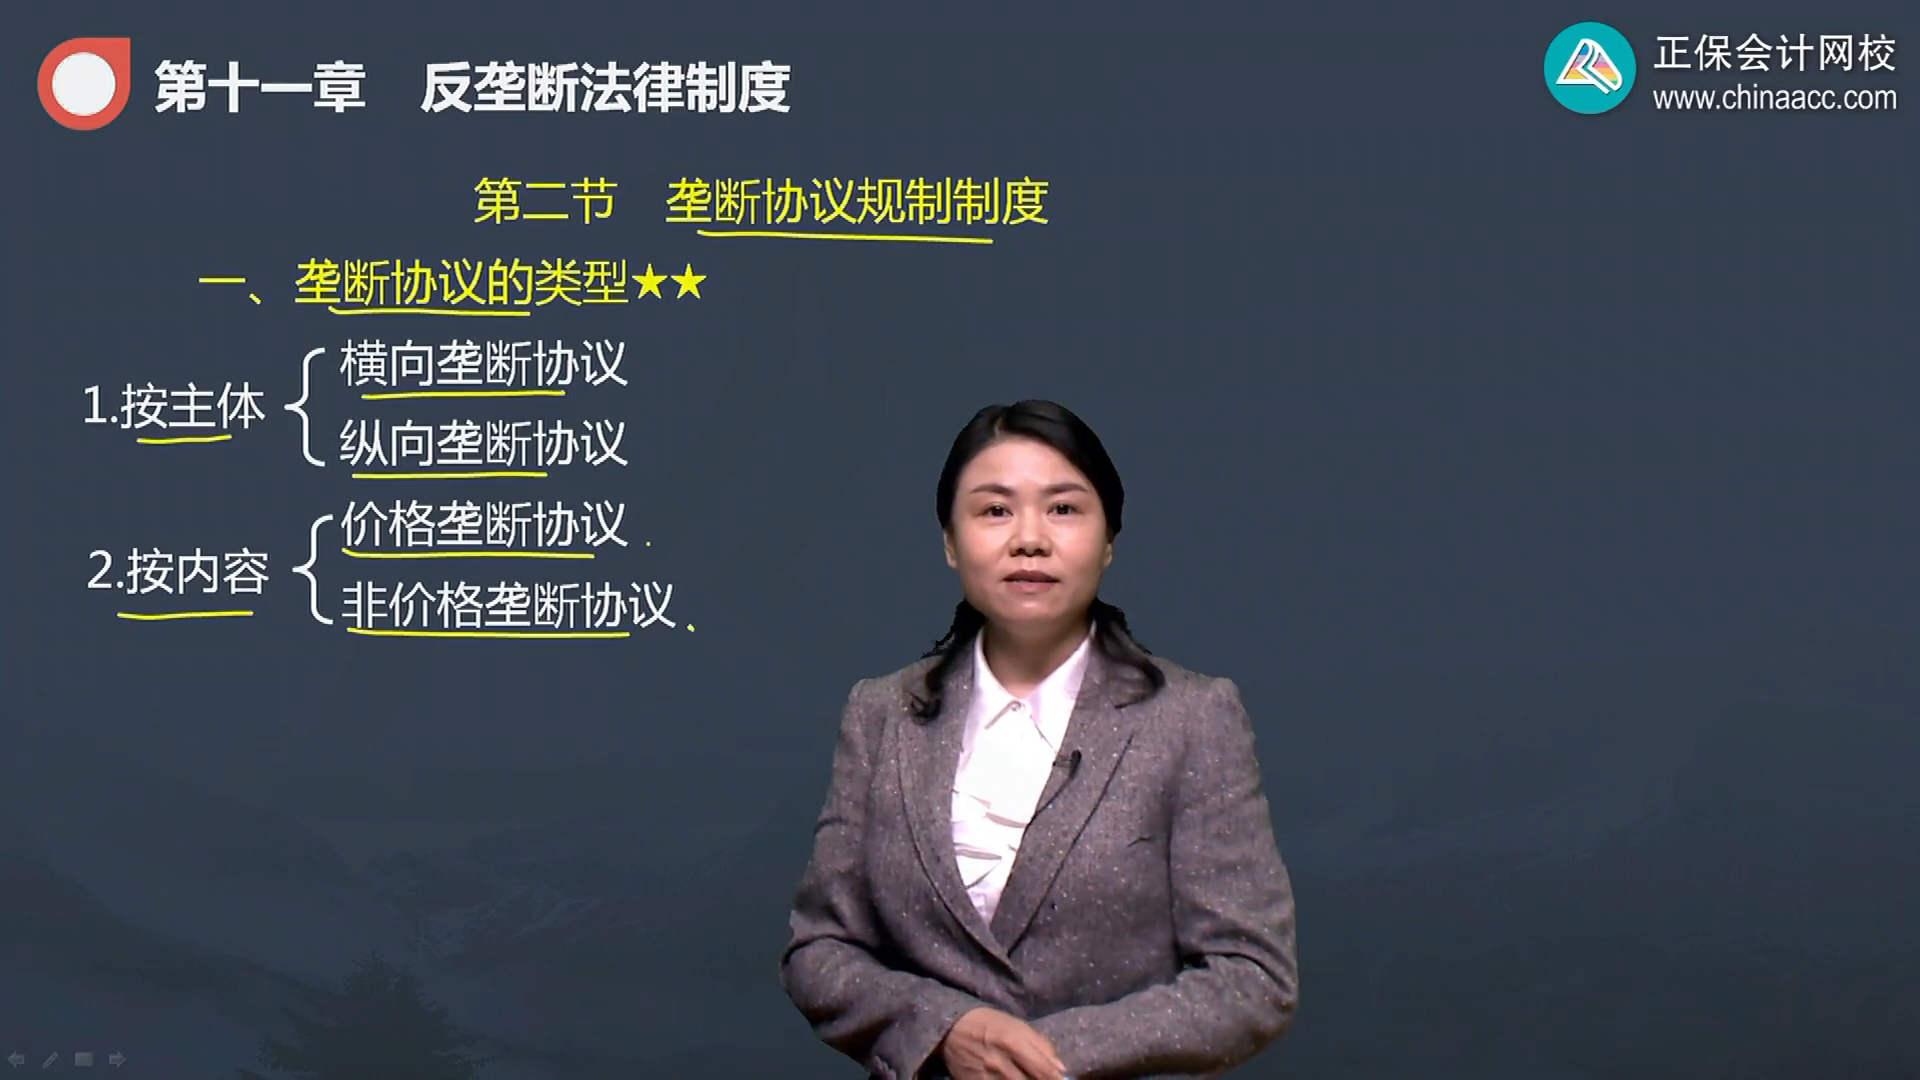 第十一章 反垄断法律制度
正保会计网校
www.chinaacc.com
第二节 垄断协议规制制度
一、垄断协议的类型★★
1.按主体
横向垄断协议
纵向垄断协议
2.按内容
价格垄断协议
非价格垄断协议